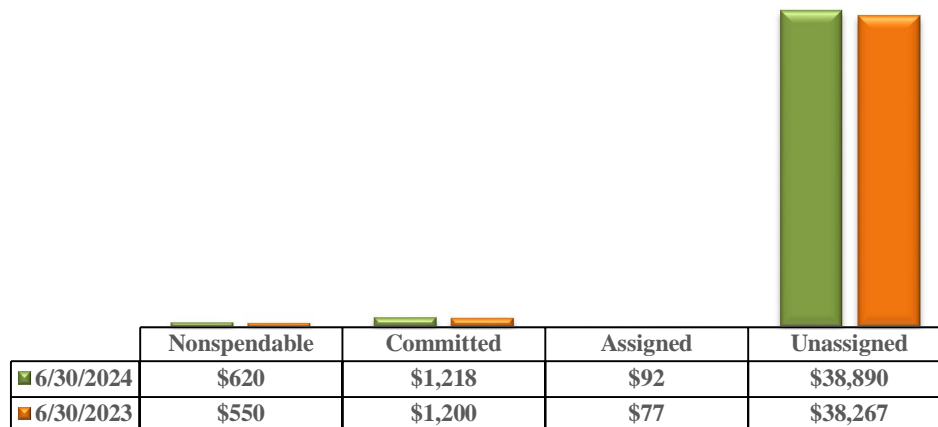 Nonspendable Committed Assigned Unassigned
6/30/2024 $620 $1,218 $92 $38,890
6/30/2023 $550 $1,200 $77 $38,267